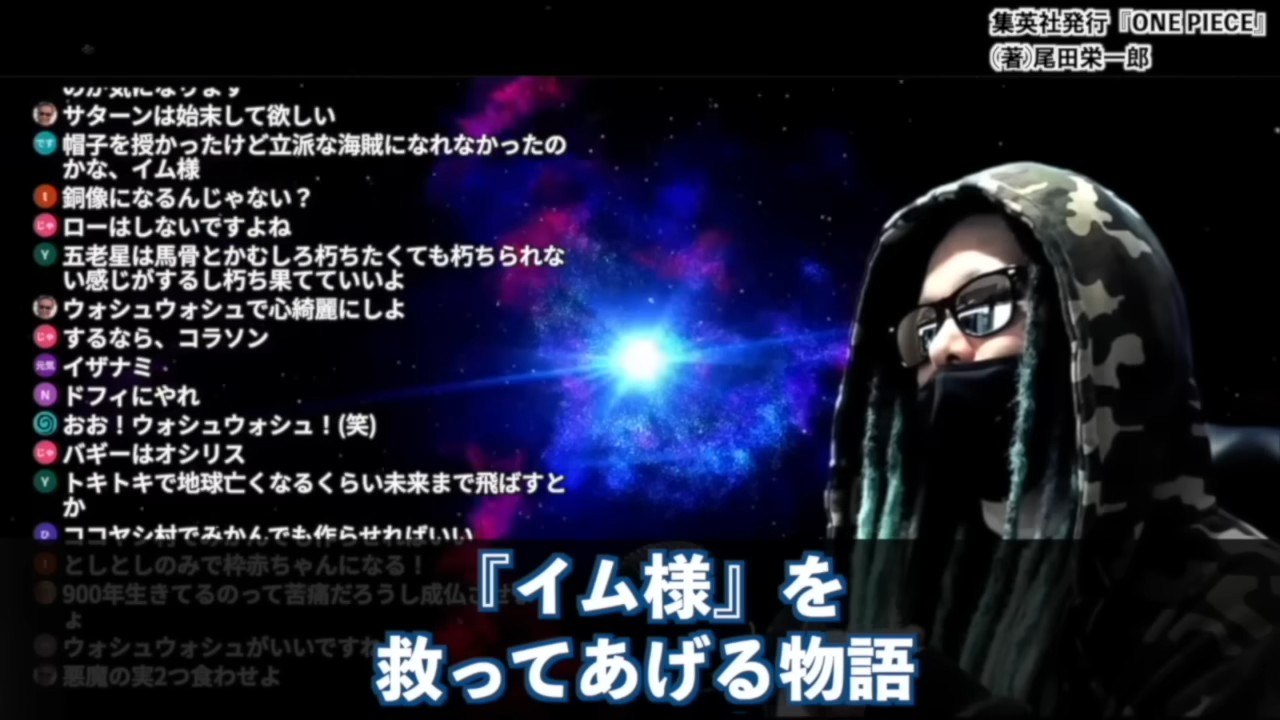 集英社発行『ONE PIECE』
（著）尾田栄一郎
のが気になります
サターンは始末して欲しい
帽子を授かったけど立派な海賊になれなかったの
かな、イム様
銅像になるんじゃない？
ローはしないですよね
五老星は馬骨とかむしろ朽ちたくても朽ちられな
い感じがするし朽ち果てていいよ
ウォシュウォシュで心綺麗にしよ
するなら、コラソン
イザナミ
ドフィにやれ
おお！ウォシュウォシュ！(笑)
バギーはオシリス
トキトキで地球亡くなるくらい未来まで飛ばすと
か
ココヤシ村でみかんでも作らせればいい
としとしのみで枠赤ちゃんになる！
900年生きてるのって苦痛だろうし成仏
よ
ウォシュウォシュがいいですね
悪魔の実2つ食わせよ
『イム様』を
救ってあげる物語